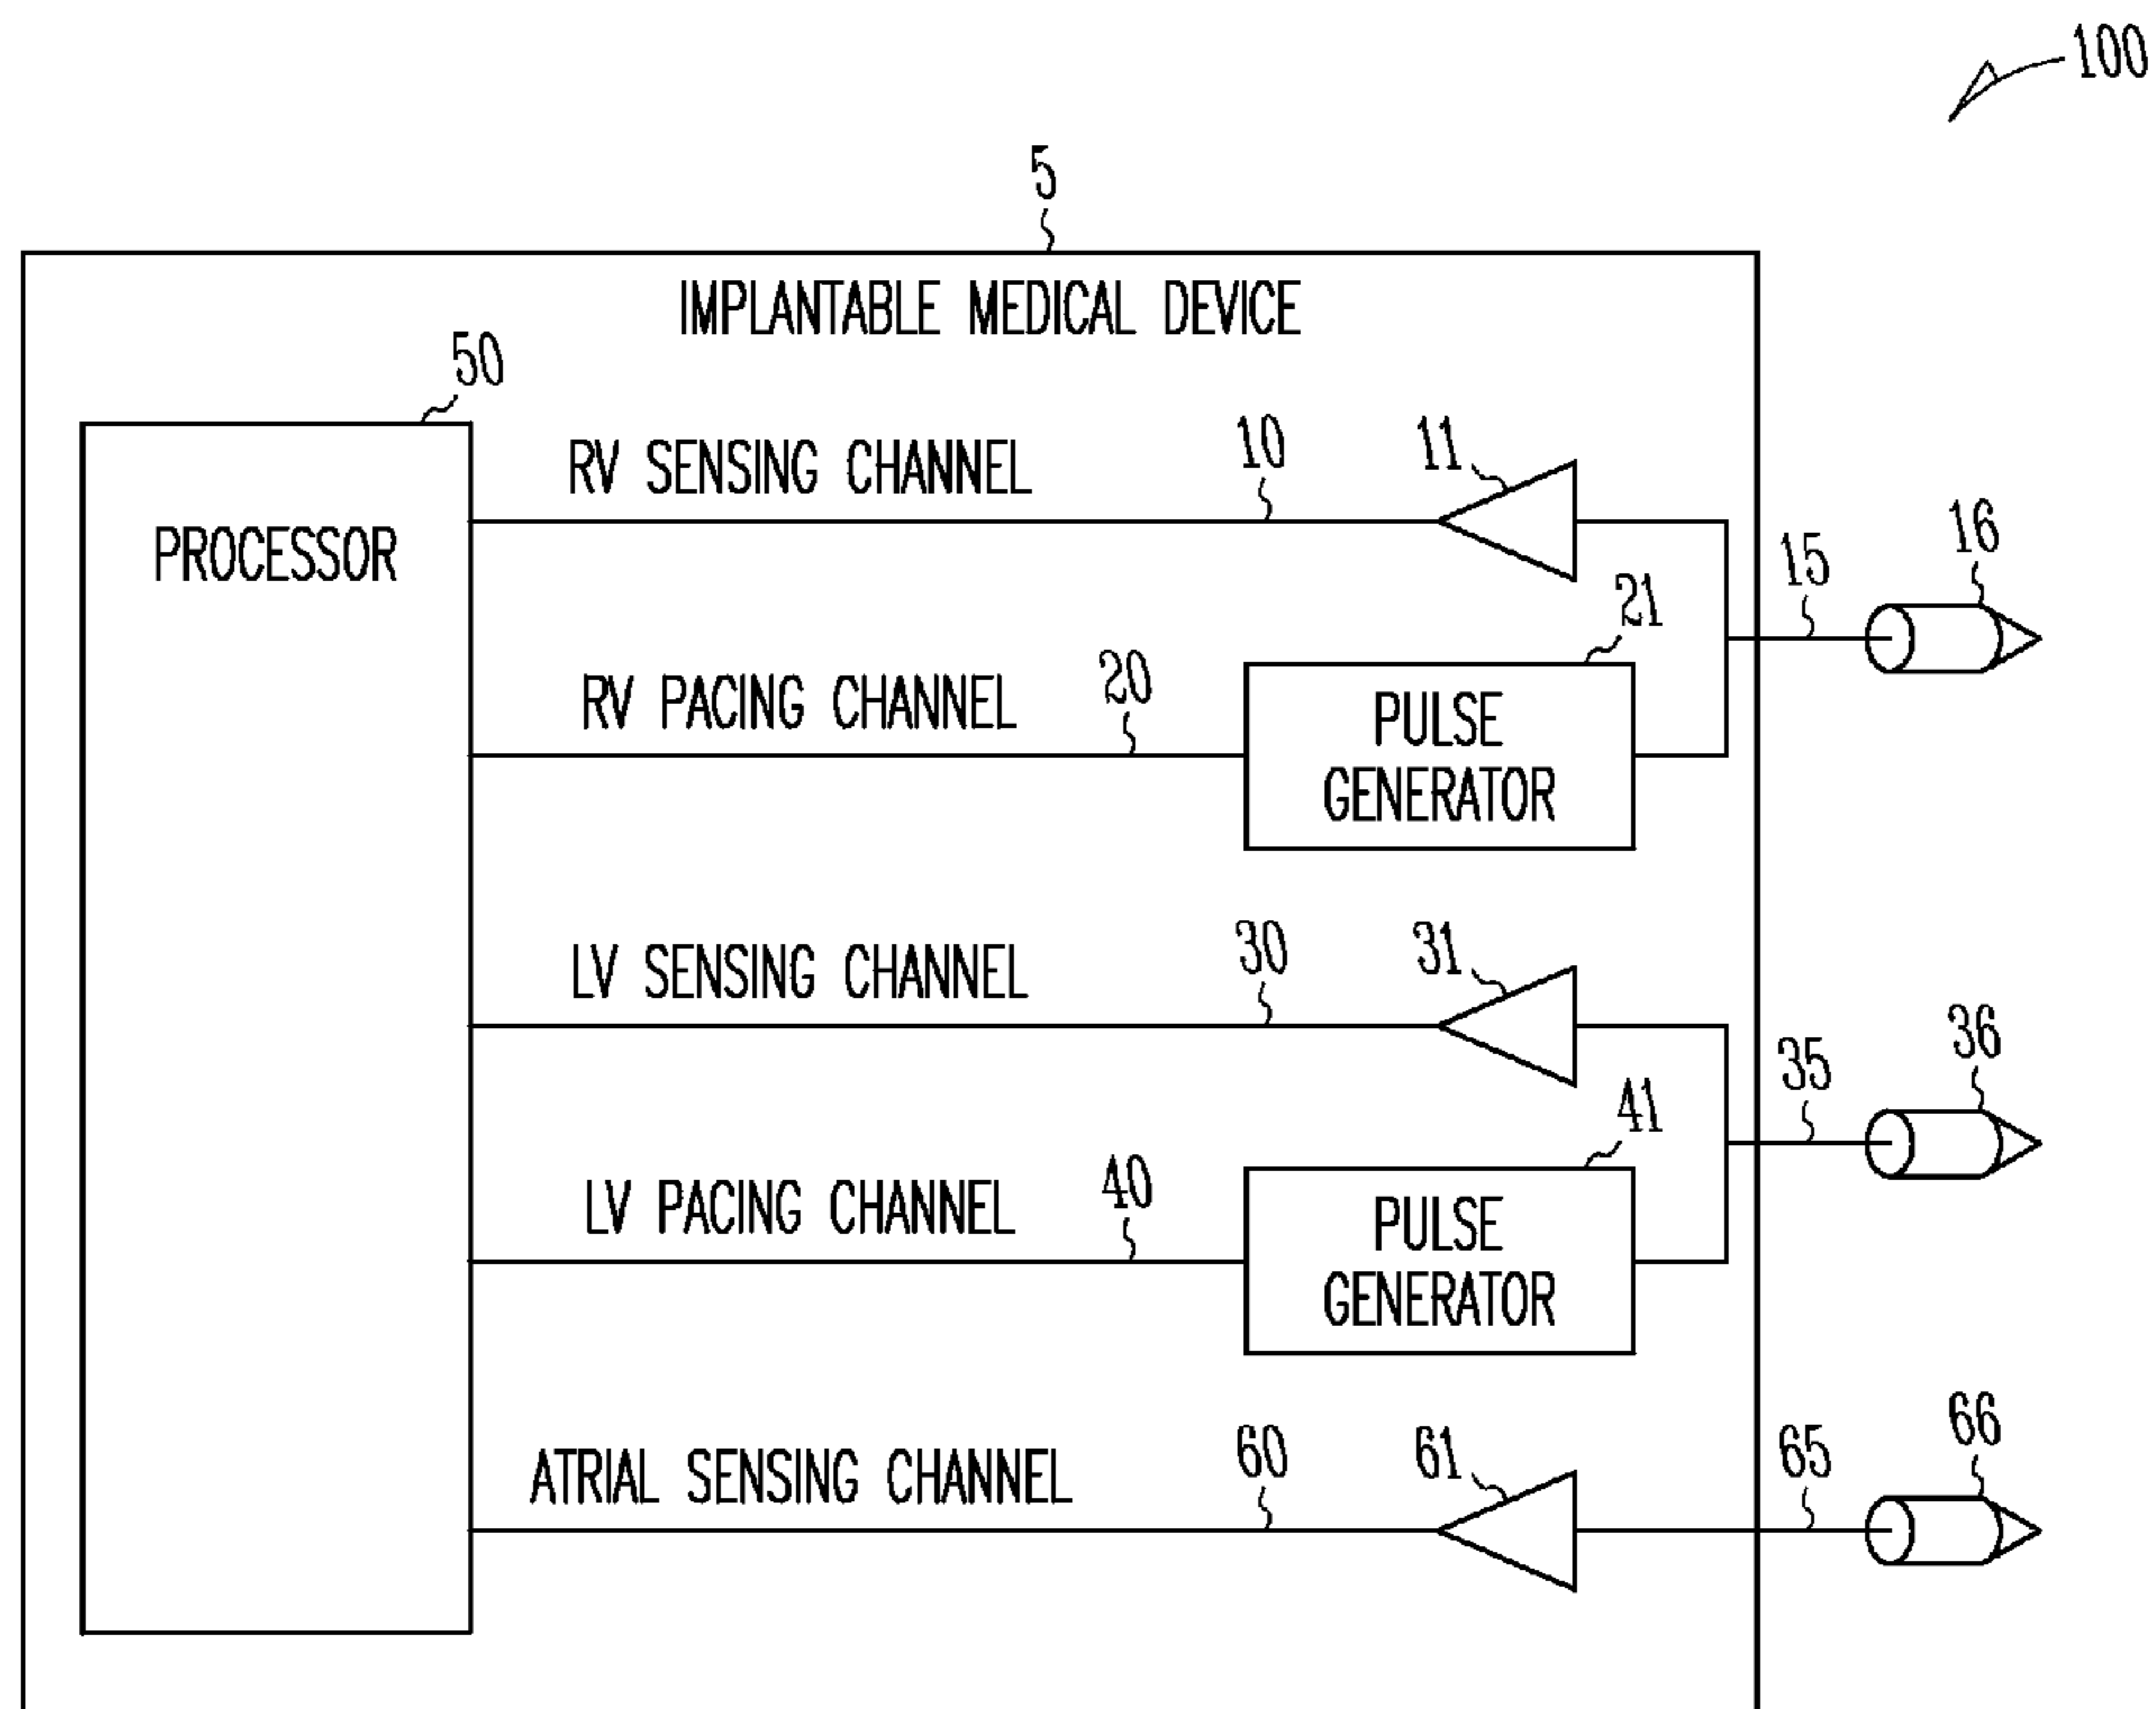 100
5
IMPLANTABLE MEDICAL DEVICE
50
PROCESSOR
RV SENSING CHANNEL
10
11
15
16
RV PACING CHANNEL
20
21
PULSE
GENERATOR
LV SENSING CHANNEL
30
31
35
36
LV PACING CHANNEL
40
41
PULSE
GENERATOR
ATRIAL SENSING CHANNEL
60
61
65
66